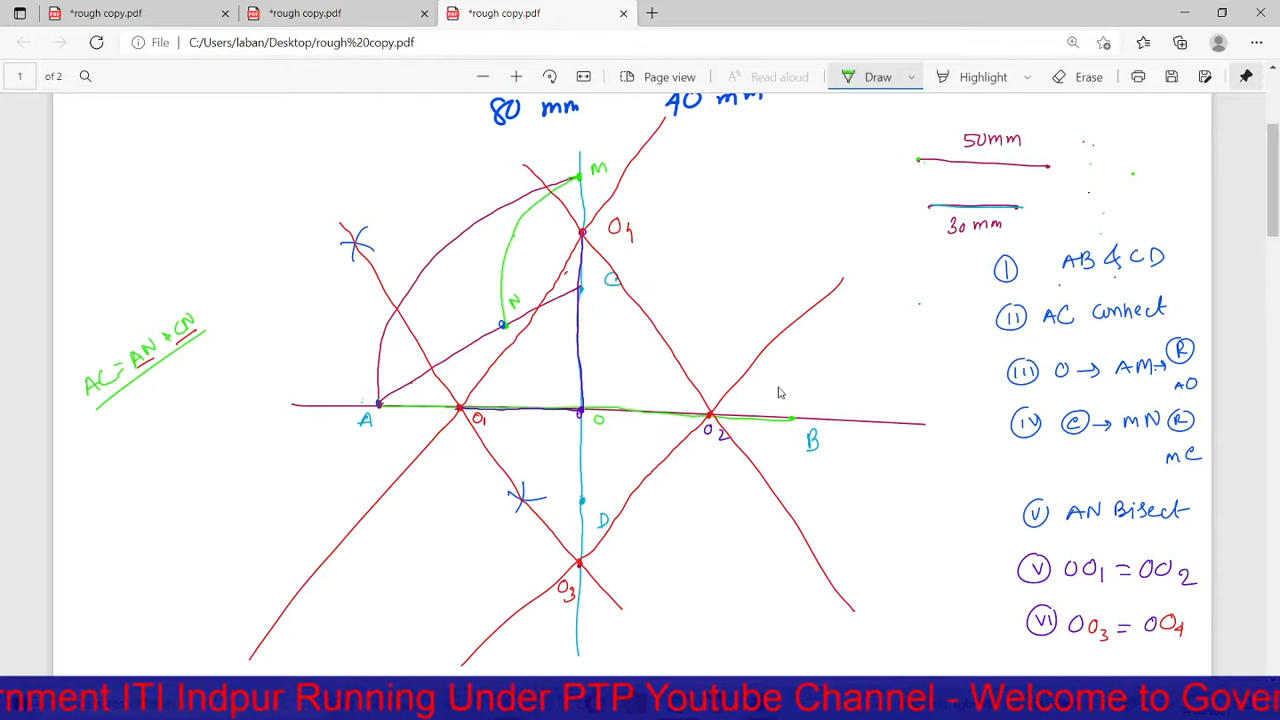 *rough copy.pdf
*rough copy.pdf
*rough copy.pdf
File
C:/Users/laban/Desktop/rough%20copy.pdf
1
of 2
Page view
Read aloud
Draw
Highlight
Erase
80 mm
40 mm
50mm
30mm
M
O4
C
N
AC = AN + CN
A
O1
O
O2
B
D
O3
I AB & CD
II AC Connect
III O → AM → R
AO
IV C → MN R
MC
V AN Bisect
V OO1 = OO2
VI OO3 = OO4
rnment ITI Indpur Running Under PTP Youtube Channel - Welcome to Gover